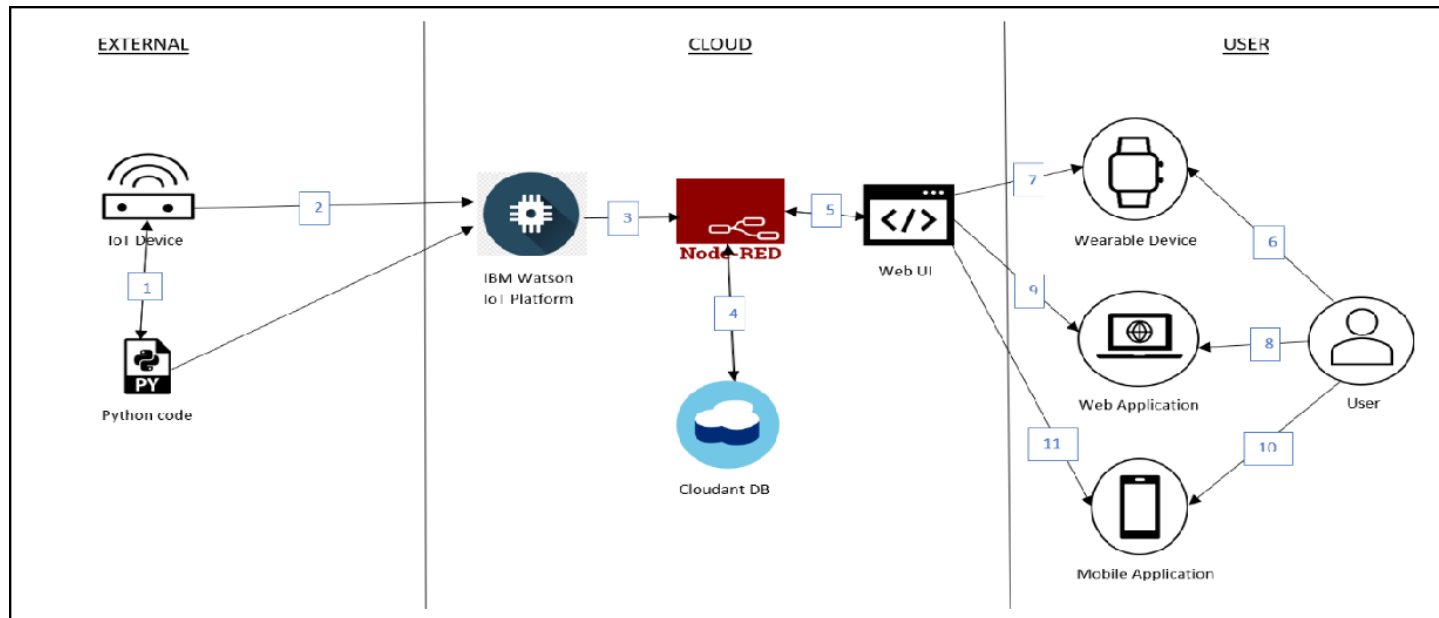 EXTERNAL
CLOUD
USER
IoT Device
1
PY
Python code
2
IBM Watson
IoT Platform
3
Node-RED
4
Cloudant DB
5
</>
Web UI
7
9
11
Wearable Device
6
Web Application
8
User
10
Mobile Application